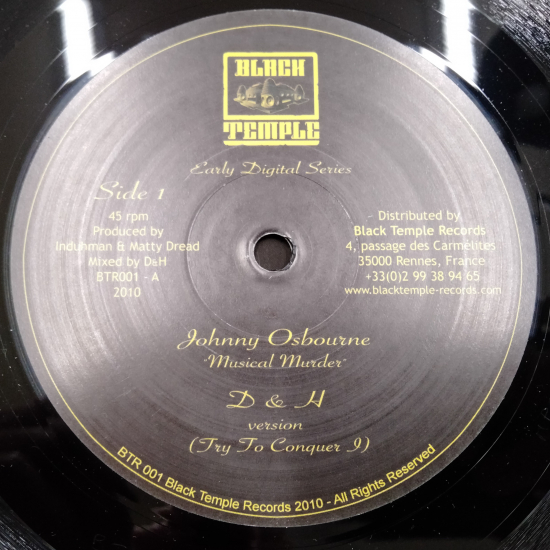 BLACK
TEMPLE
Early Digital Series
Side 1
45 rpm
Produced by
Induhman & Matty Dread
Mixed by D&H
BTR001 - A
2010
Distributed by
Black Temple Records
4, passage des Carmélites
35000 Rennes, France
+33(0)2 99 38 94 65
www.blacktemple-records.com
Johnny Osbourne
"Musical Murder"
D & H
version
(Try To Conquer I)
BTR 001 Black Temple Records 2010 - All Rights Reserved